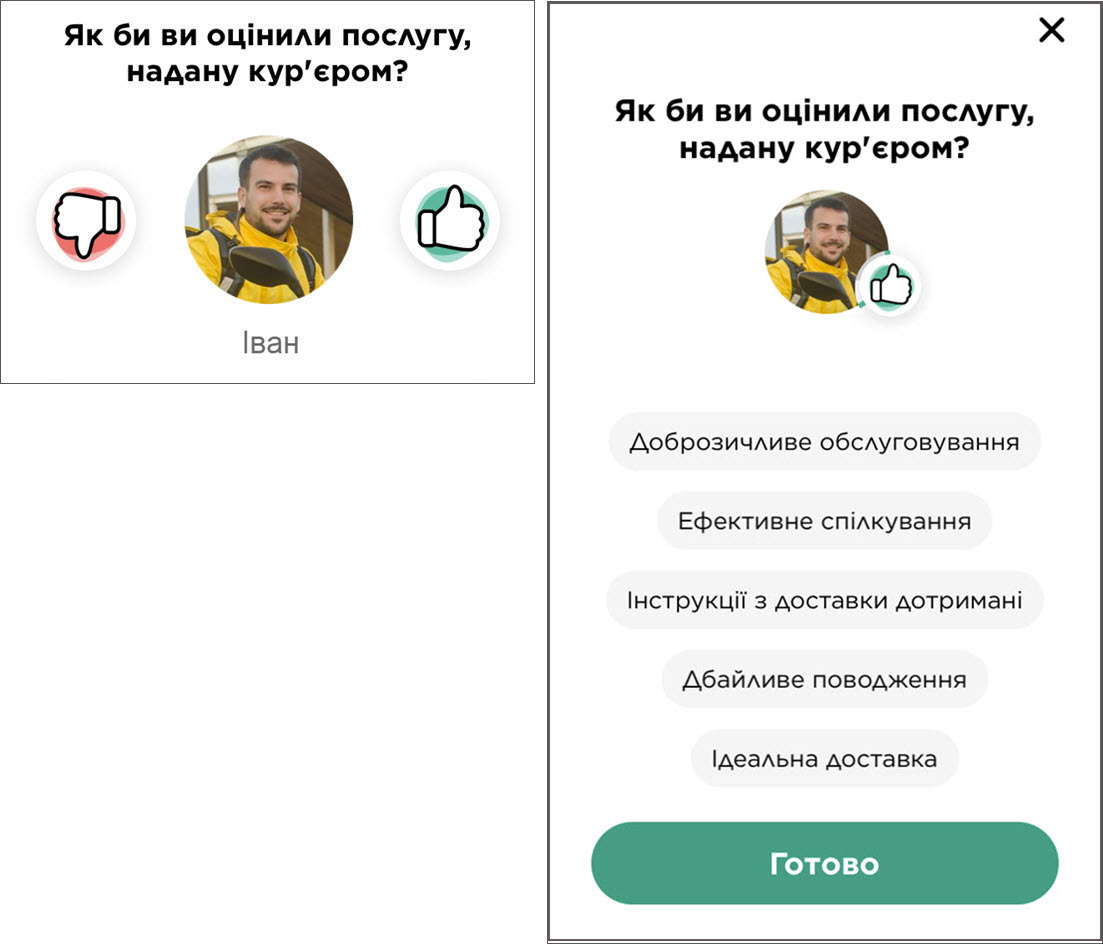 Як би ви оцінили послугу,
надану кур'єром?
Іван
Як би ви оцінили послугу,
надану кур'єром?
Доброзичливе обслуговування
Ефективне спілкування
Інструкції з доставки дотримані
Дбайливе поводження
Ідеальна доставка
Готово